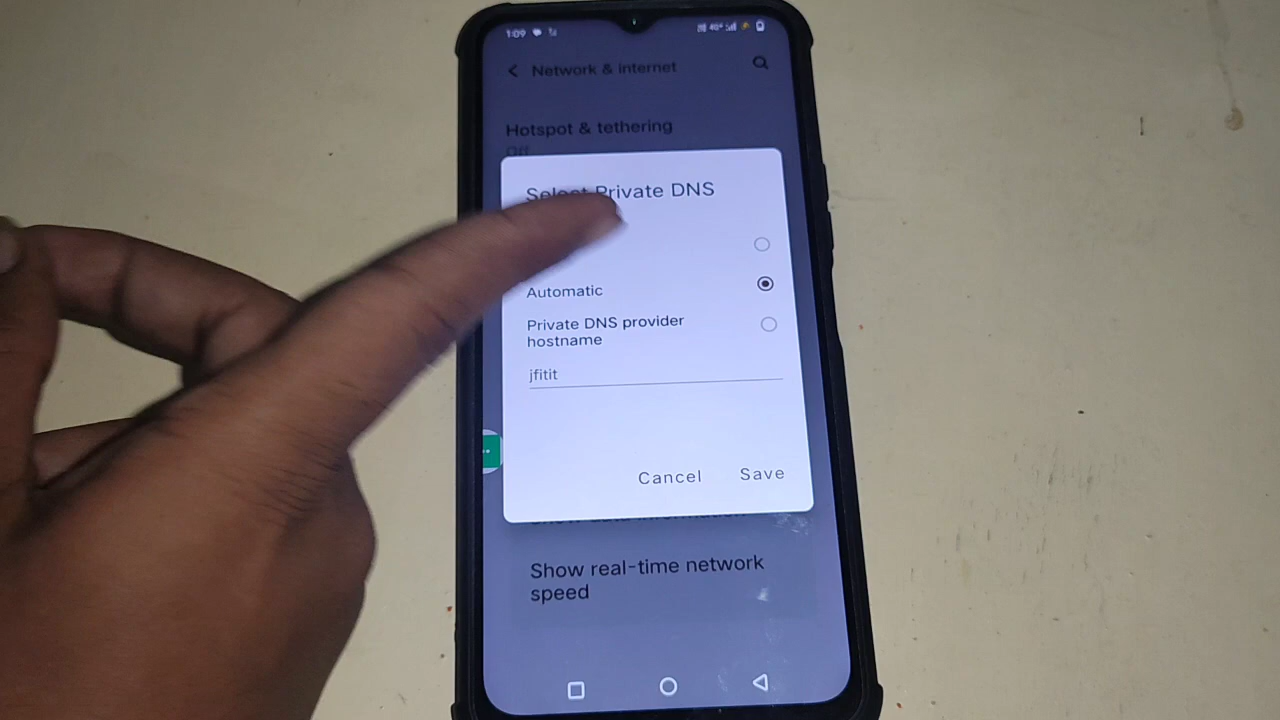 1:09
4G+
Network & internet
Hotspot & tethering
Off
Select Private DNS
Automatic
Private DNS provider
hostname
jfitit
Cancel
Save
Show real-time network
speed